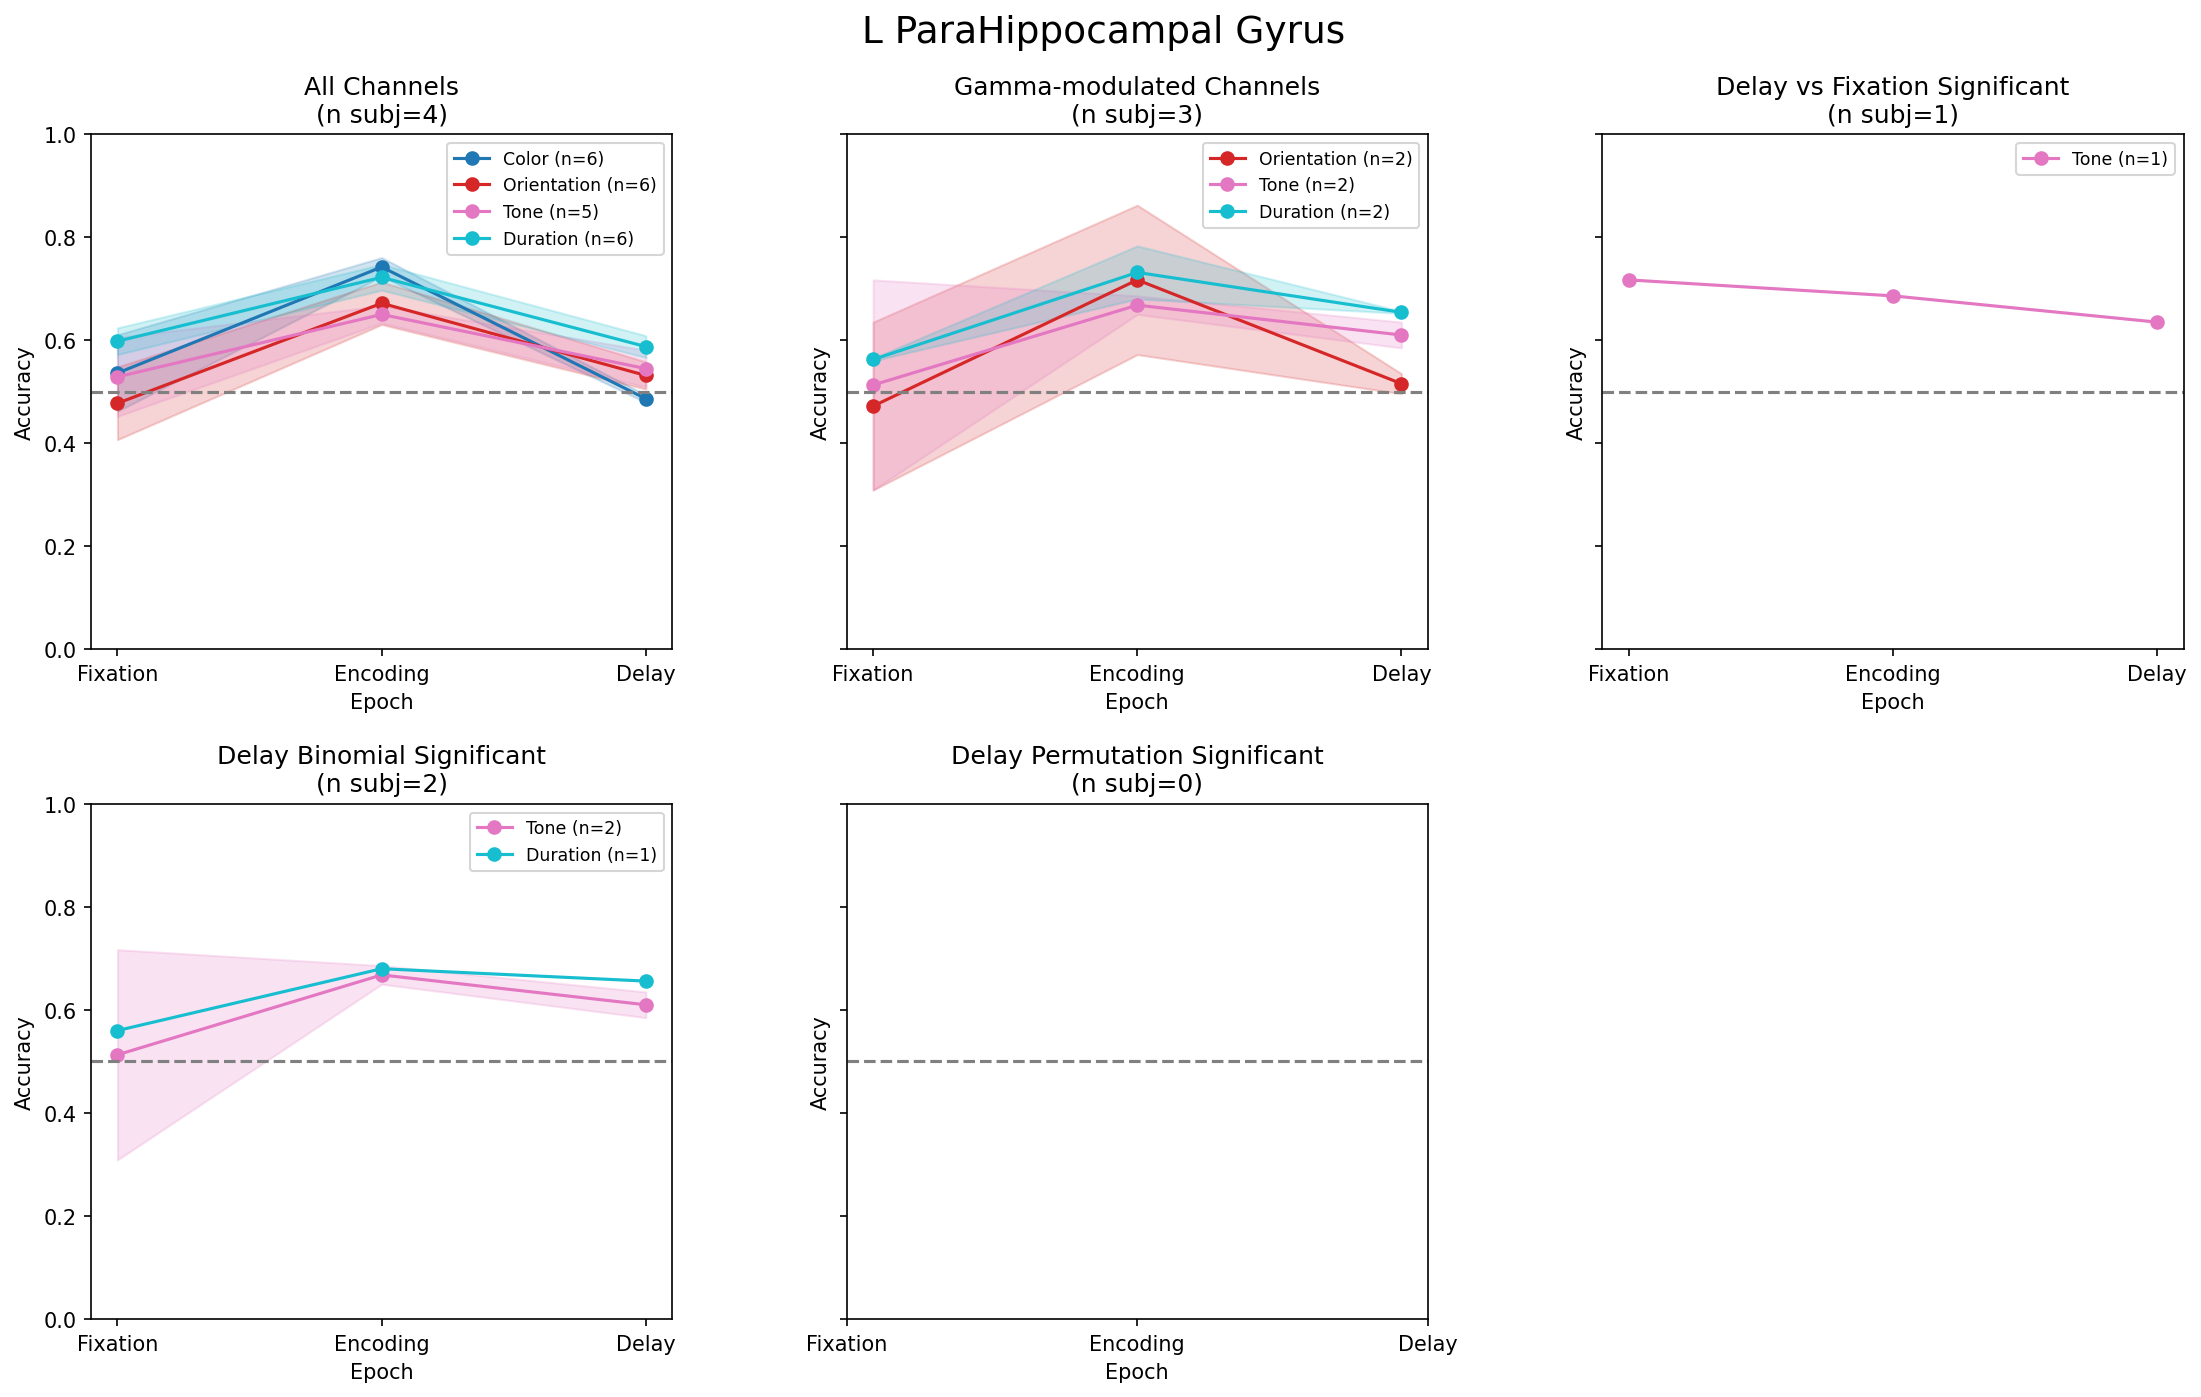 L ParaHippocampal Gyrus
All Channels
(n subj=4)
1.0
0.8
0.6
0.4
0.2
0.0
Accuracy
Color (n=6)
Orientation (n=6)
Tone (n=5)
Duration (n=6)
Fixation
Encoding
Delay
Epoch
Gamma-modulated Channels
(n subj=3)
Accuracy
Orientation (n=2)
Tone (n=2)
Duration (n=2)
Fixation
Encoding
Delay
Epoch
Delay vs Fixation Significant
(n subj=1)
Accuracy
Tone (n=1)
Fixation
Encoding
Delay
Epoch
Delay Binomial Significant
(n subj=2)
1.0
0.8
0.6
0.4
0.2
0.0
Accuracy
Tone (n=2)
Duration (n=1)
Fixation
Encoding
Delay
Epoch
Delay Permutation Significant
(n subj=0)
Accuracy
Fixation
Encoding
Delay
Epoch